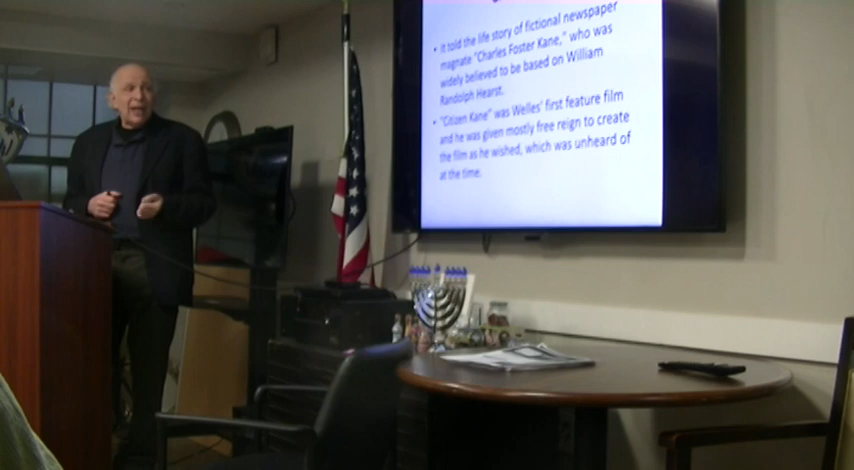 • It told the life story of fictional newspaper
magnate "Charles Foster Kane," who was
widely believed to be based on William
Randolph Hearst.
• "Citizen Kane" was Welles' first feature film
and he was given mostly free reign to create
the film as he wished, which was unheard of
at the time.